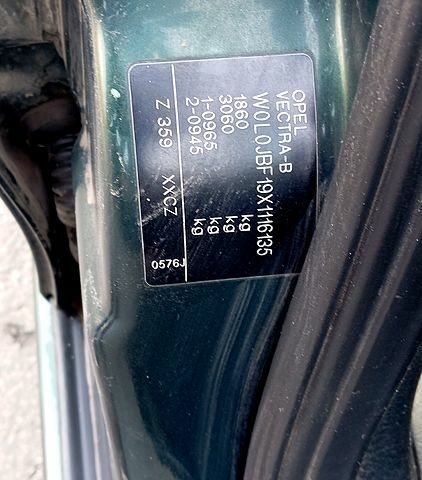 OPEL
VECTRA-B
W0L0JBF19X1116135
1860 kg
3060 kg
1-0965 kg
2-0945 kg
Z 359 XXCZ
0576J